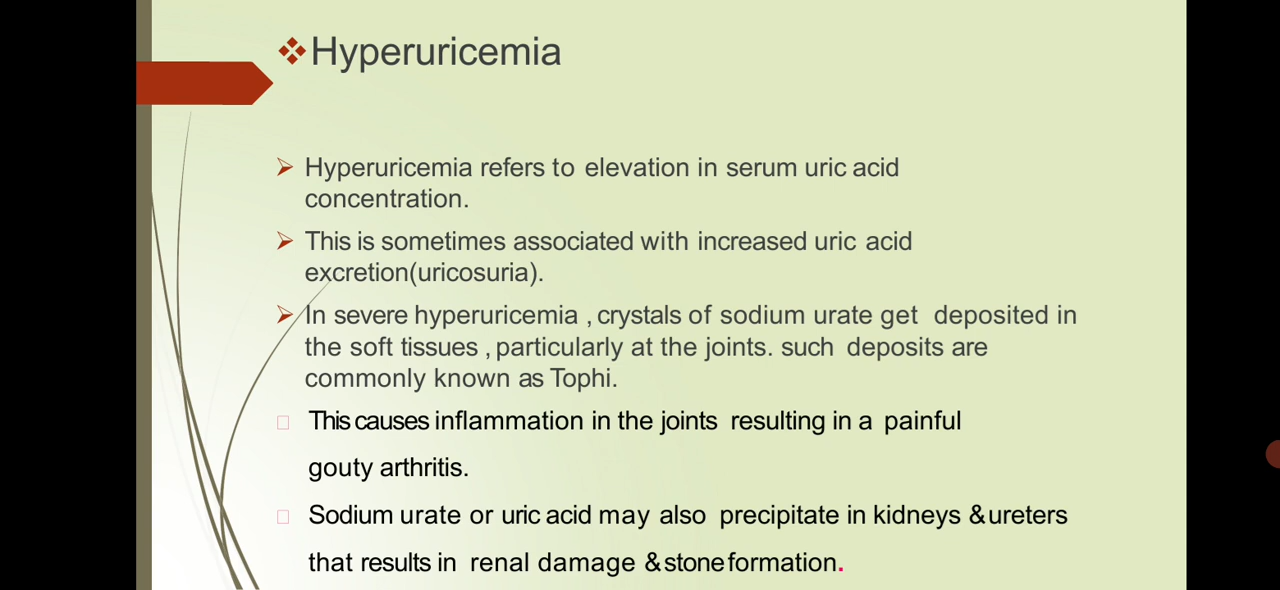 Hyperuricemia
Hyperuricemia refers to elevation in serum uric acid
concentration.
This is sometimes associated with increased uric acid
excretion(uricosuria).
In severe hyperuricemia , crystals of sodium urate get deposited in
the soft tissues , particularly at the joints. such deposits are
commonly known as Tophi.
This causes inflammation in the joints resulting in a painful
gouty arthritis.
Sodium urate or uric acid may also precipitate in kidneys & ureters
that results in renal damage & stone formation.